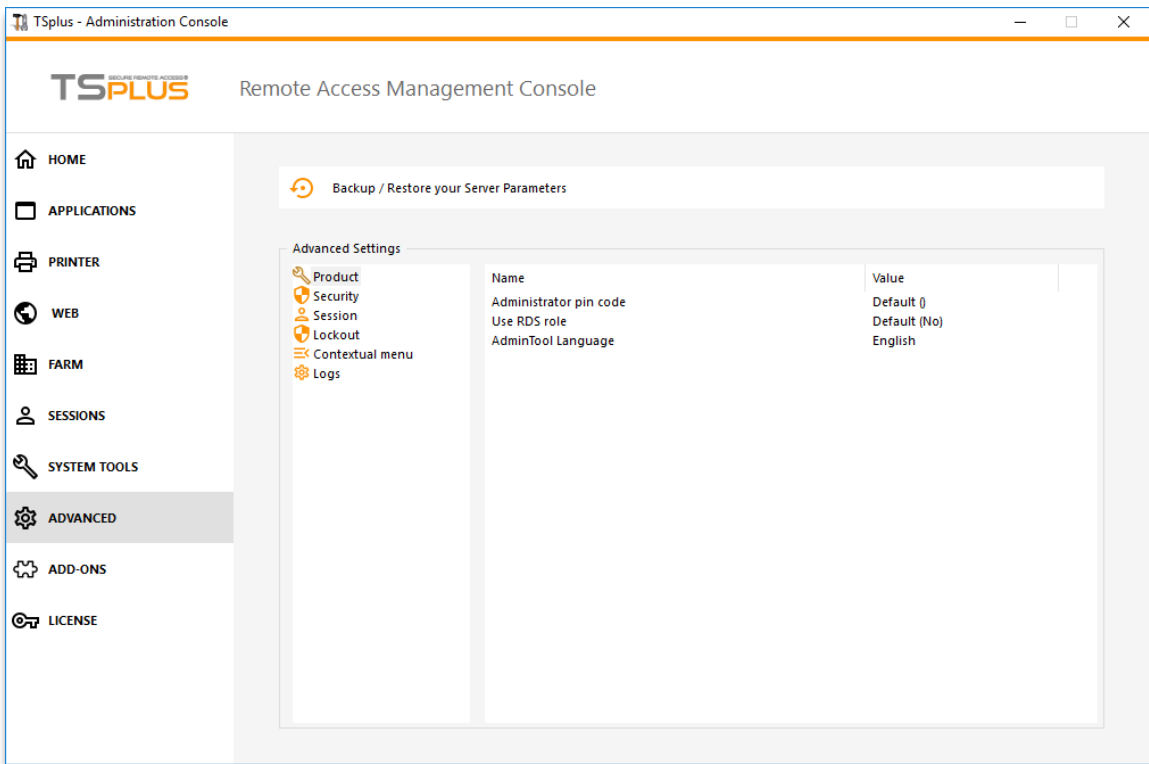 TSplus - Administration Console
TSPLUS SECURE REMOTE ACCESS
Remote Access Management Console
HOME
APPLICATIONS
PRINTER
WEB
FARM
SESSIONS
SYSTEM TOOLS
ADVANCED
ADD-ONS
LICENSE
Backup / Restore your Server Parameters
Advanced Settings
Product
Security
Session
Lockout
Contextual menu
Logs
Name Value
Administrator pin code Default ()
Use RDS role Default (No)
AdminTool Language English